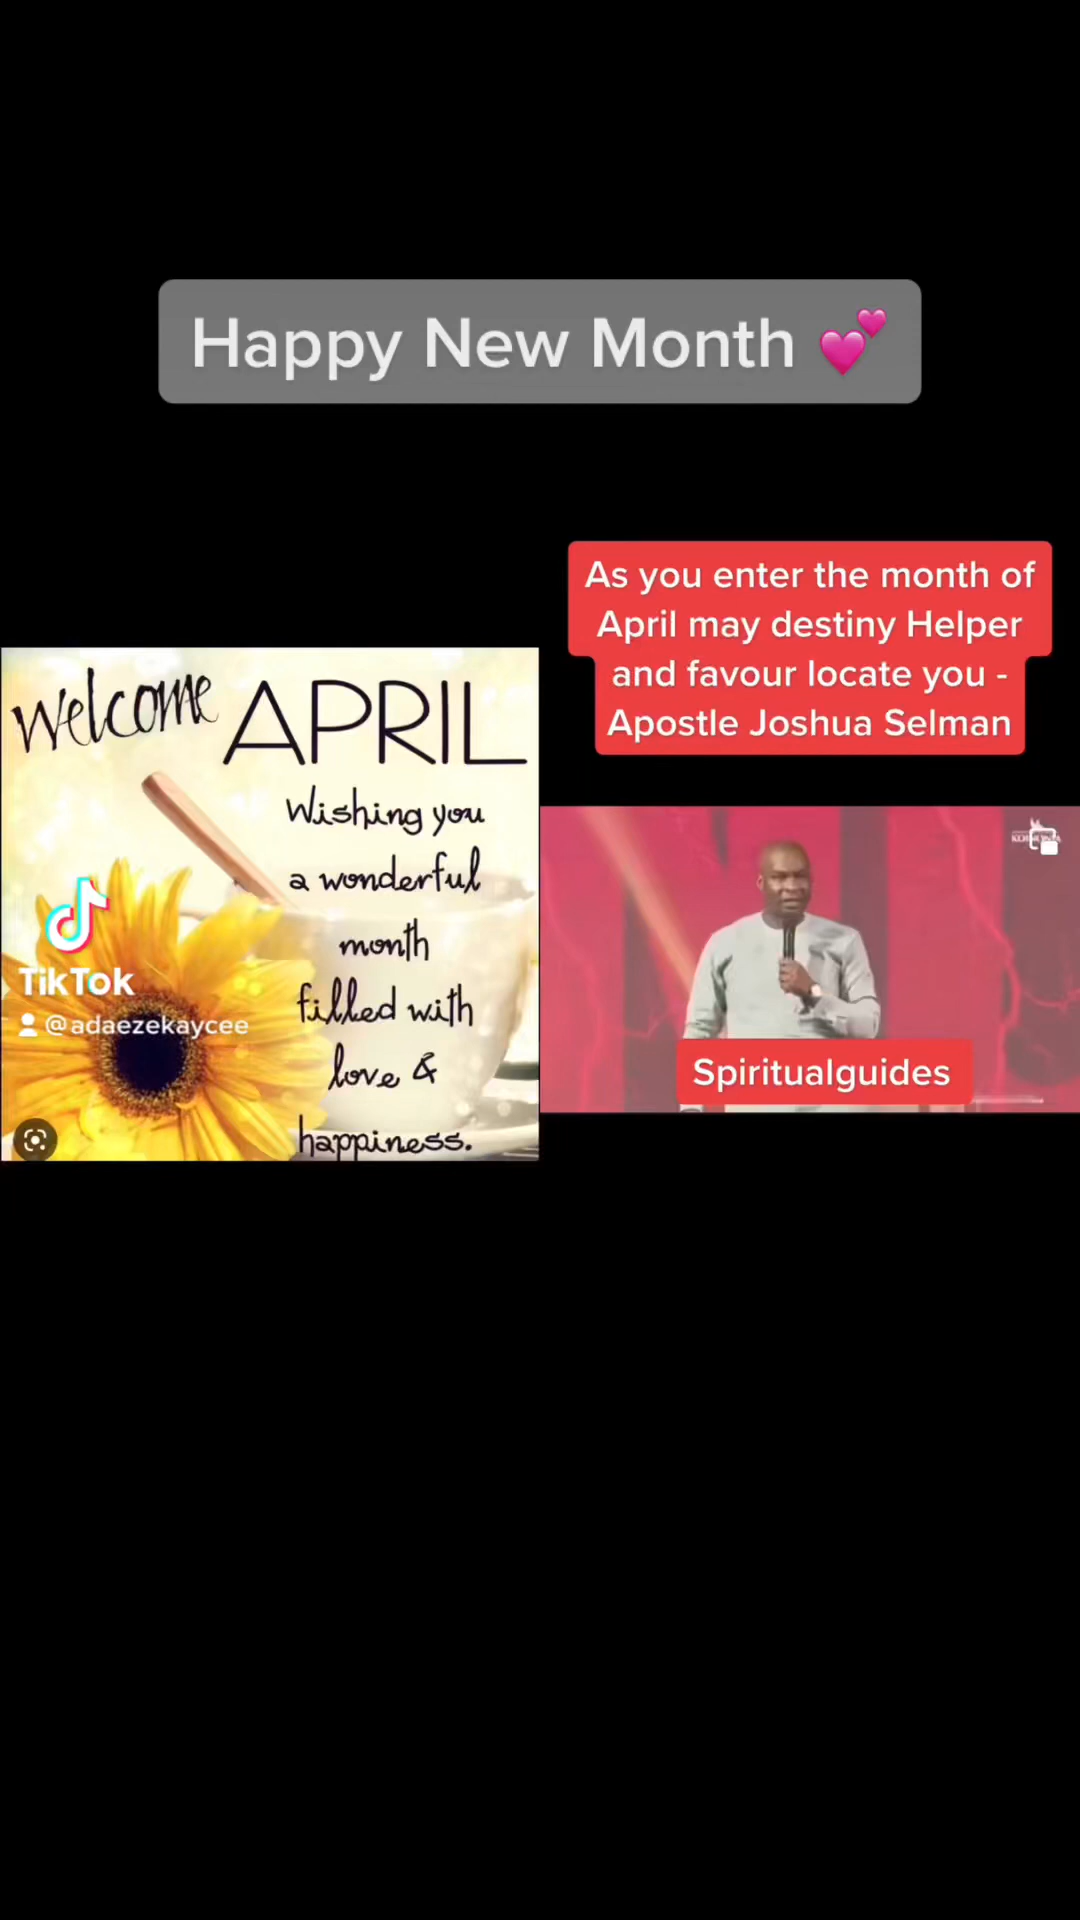 Happy New Month 💕
As you enter the month of
April may destiny Helper
and favour locate you -
Apostle Joshua Selman
welcome APRIL
Wishing you
a wonderful
month
filled with
love &
happiness.
TikTok
@adaezekaycee
Spiritualguides